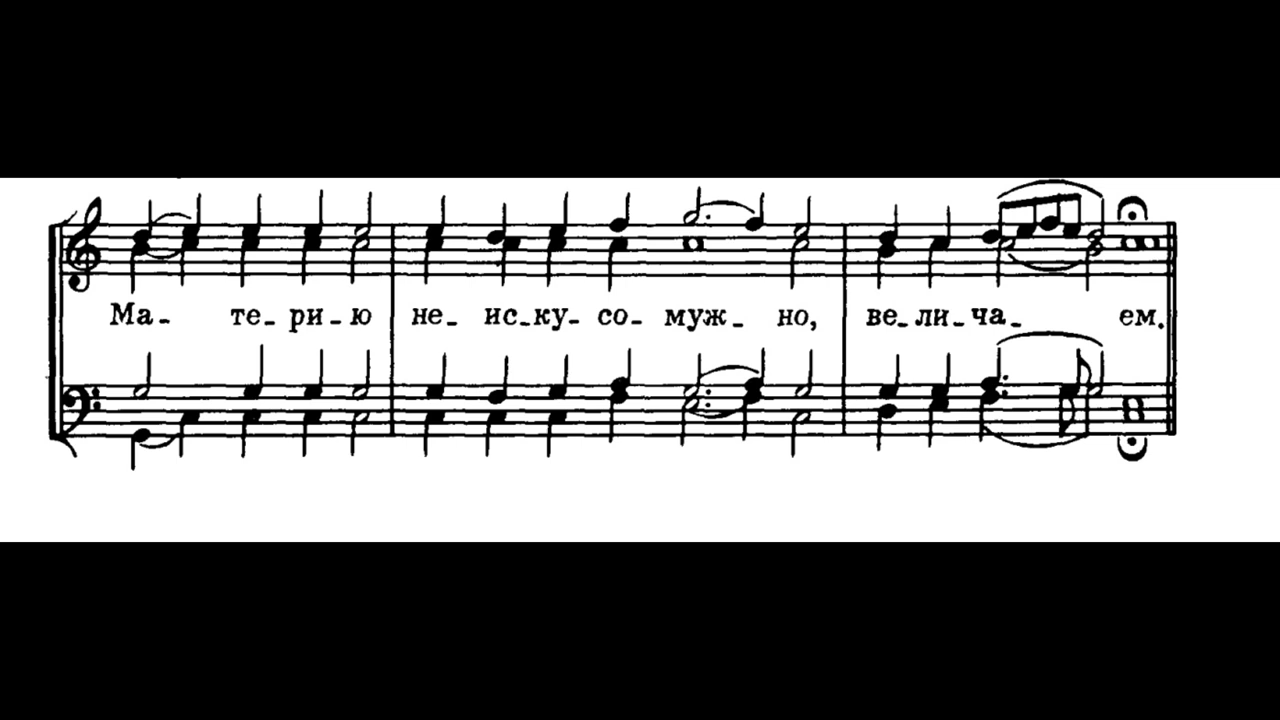 Ма- те-ри-ю не- ис-ку-со-муж- но, ве-ли-ча- ем.